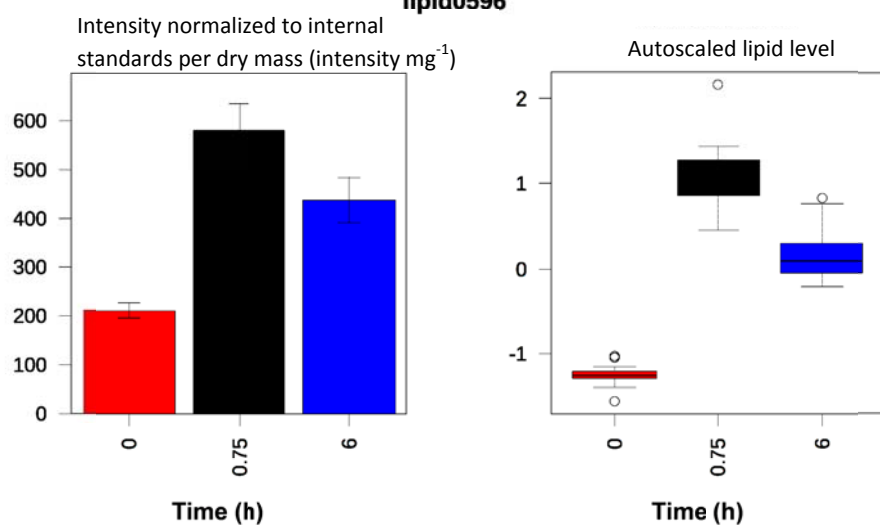 lipid0596
Intensity normalized to internal
standards per dry mass (intensity mg⁻¹)
600
500
400
300
200
100
0
0
0.75
6
Time (h)
Autoscaled lipid level
2
1
0
-1
0
0.75
6
Time (h)